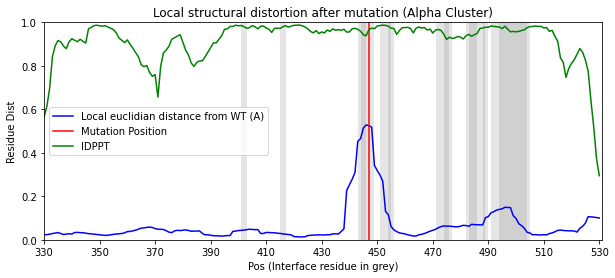 Local structural distortion after mutation (Alpha Cluster)
1.0
0.8
0.6
0.4
0.2
0.0
Residue Dist
Local euclidian distance from WT (A)
Mutation Position
IDPPT
330 350 370 390 410 430 450 470 490 510 530
Pos (Interface residue in grey)